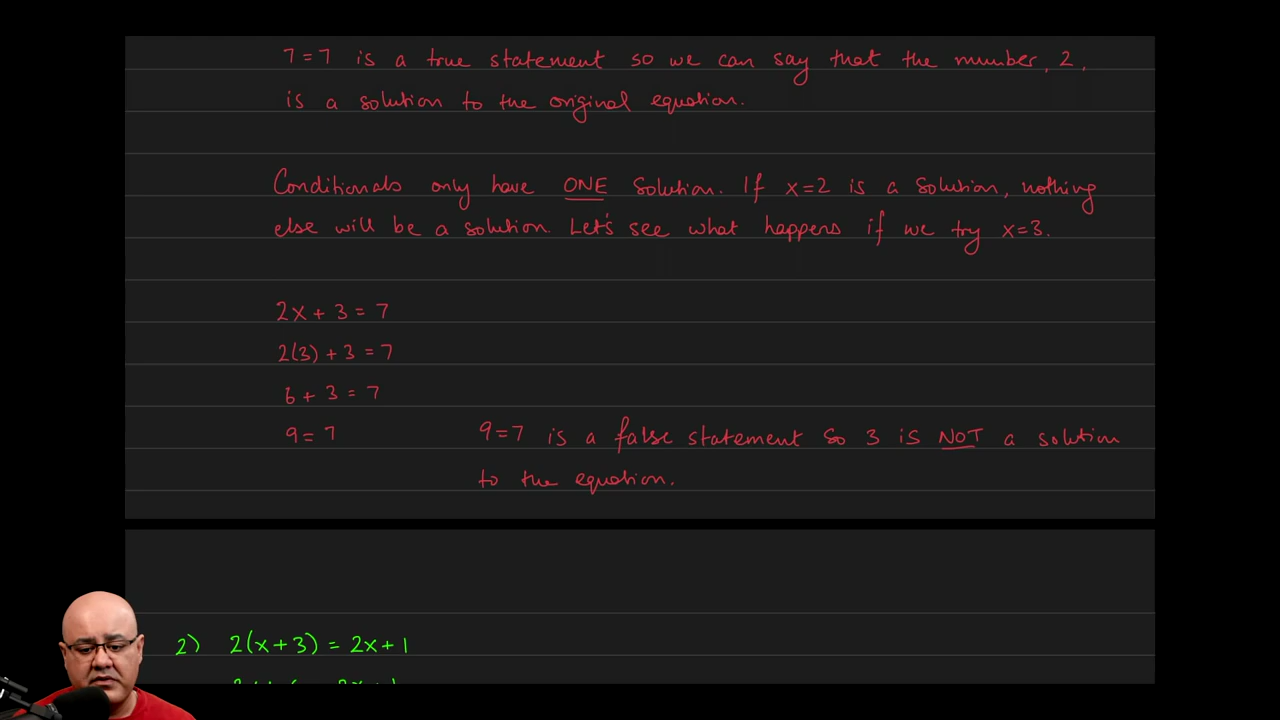 7 = 7 is a true statement so we can say that the number, 2,
is a solution to the original equation.
Conditionals only have ONE solution. If x=2 is a solution, nothing
else will be a solution. Let's see what happens if we try x=3.
2x + 3 = 7
2(3) + 3 = 7
6 + 3 = 7
9 = 7 9=7 is a false statement so 3 is NOT a solution
to the equation.
2) 2(x+3) = 2x+1